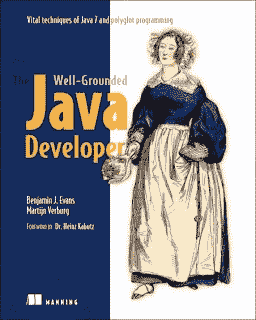 Vital techniques of Java 7 and polyglot programming
The Well-Grounded
Java
Developer
Benjamin J. Evans
Martijn Verburg
FOREWORD BY Dr. Heinz Kabutz
MANNING